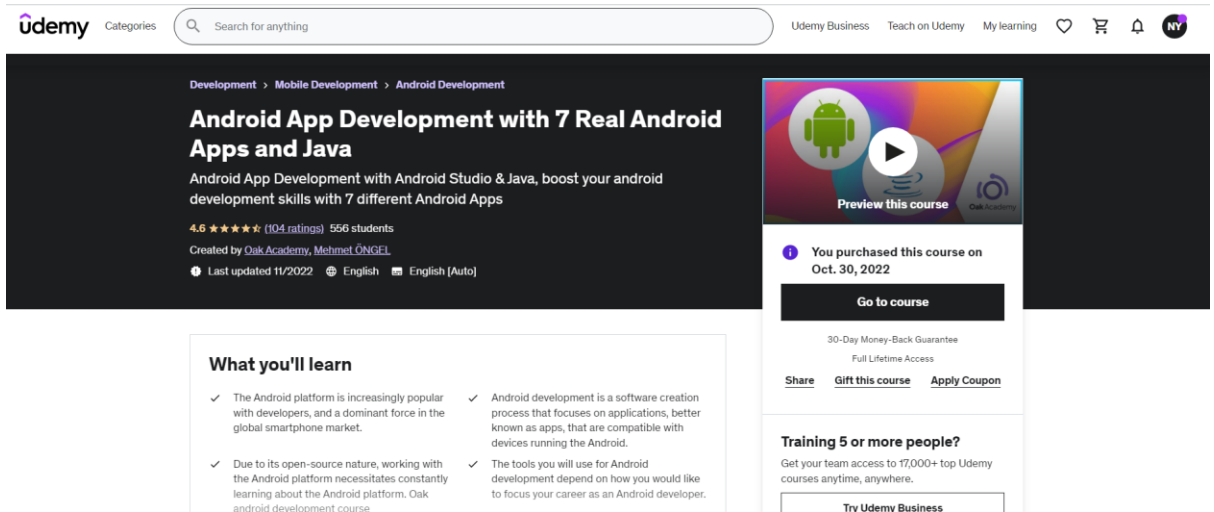 ûdemy Categories Search for anything Udemy Business Teach on Udemy My learning NY
Development > Mobile Development > Android Development
Android App Development with 7 Real Android
Apps and Java
Android App Development with Android Studio & Java, boost your android
development skills with 7 different Android Apps
4.6 ★★★★★ (104 ratings) 556 students
Created by Oak Academy, Mehmet ÖNGEL
Last updated 11/2022 English English [Auto]
Preview this course
Oak Academy
You purchased this course on
Oct. 30, 2022
Go to course
30-Day Money-Back Guarantee
Full Lifetime Access
Share Gift this course Apply Coupon
Training 5 or more people?
Get your team access to 17,000+ top Udemy
courses anytime, anywhere.
Try Udemy Business
What you'll learn
The Android platform is increasingly popular
with developers, and a dominant force in the
global smartphone market.
Android development is a software creation
process that focuses on applications, better
known as apps, that are compatible with
devices running the Android.
Due to its open-source nature, working with
the Android platform necessitates constantly
learning about the Android platform. Oak
android development course
The tools you will use for Android
development depend on how you would like
to focus your career as an Android developer.